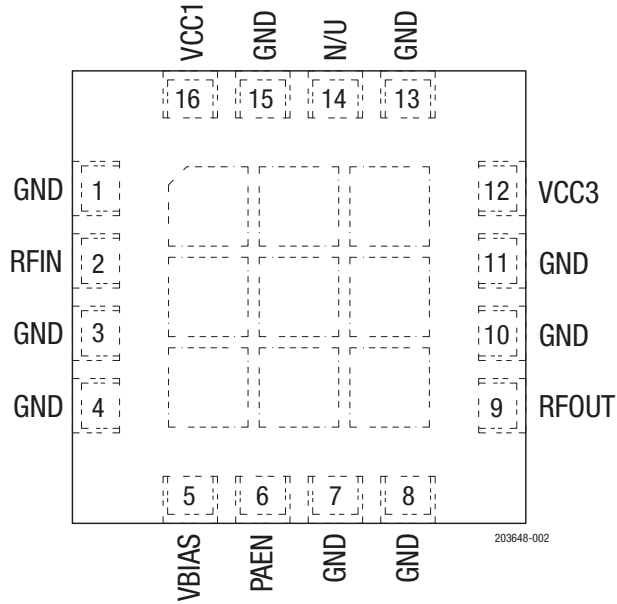 VCC1 GND N/U GND
16 15 14 13
GND 1 12 VCC3
RFIN 2 11 GND
GND 3 10 GND
GND 4 9 RFOUT
5 6 7 8
VBIAS PAEN GND GND
203648-002